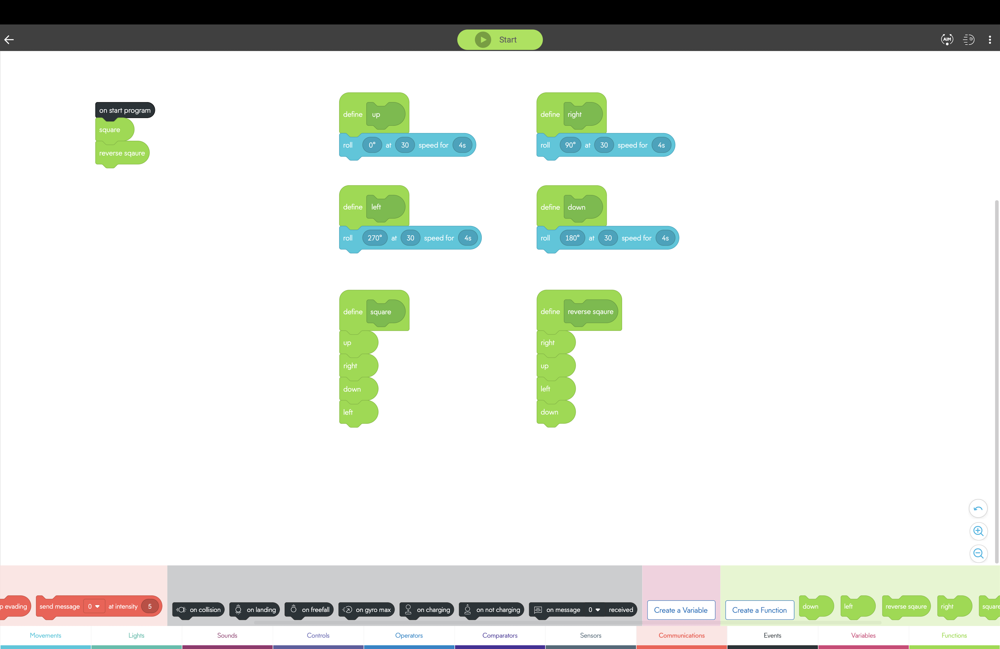 Start
AIM
on start program
square
reverse sqaure
define up
roll 0° at 30 speed for 4s
define right
roll 90° at 30 speed for 4s
define left
roll 270° at 30 speed for 4s
define down
roll 180° at 30 speed for 4s
define square
up
right
down
left
define reverse sqaure
right
up
left
down
p evading
send message 0 at intensity 5
on collision
on landing
on freefall
on gyro max
on charging
on not charging
on message 0 received
Create a Variable
Create a Function
down
left
reverse sqaure
right
square
Movements
Lights
Sounds
Controls
Operators
Comparators
Sensors
Communications
Events
Variables
Functions